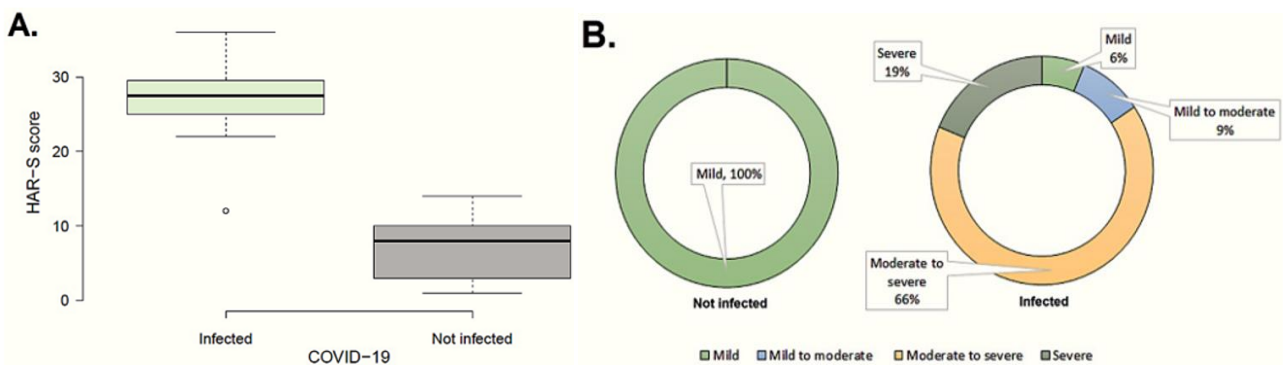 A.
HAR-S score
30
20
10
0
Infected
Not infected
COVID-19
B.
Mild, 100%
Not infected
Severe
19%
Mild
6%
Mild to moderate
9%
Moderate to
severe
66%
Infected
Mild
Mild to moderate
Moderate to severe
Severe